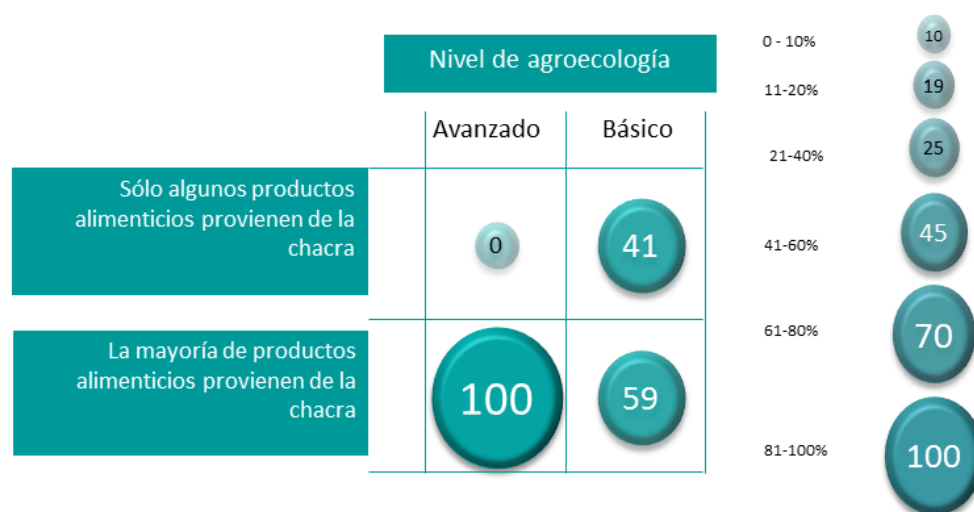 Nivel de agroecología
Avanzado Básico
Sólo algunos productos
alimenticios provienen de la
chacra
0 41
La mayoría de productos
alimenticios provienen de la
chacra
100 59
0 - 10% 10
11-20% 19
21-40% 25
41-60% 45
61-80% 70
81-100% 100